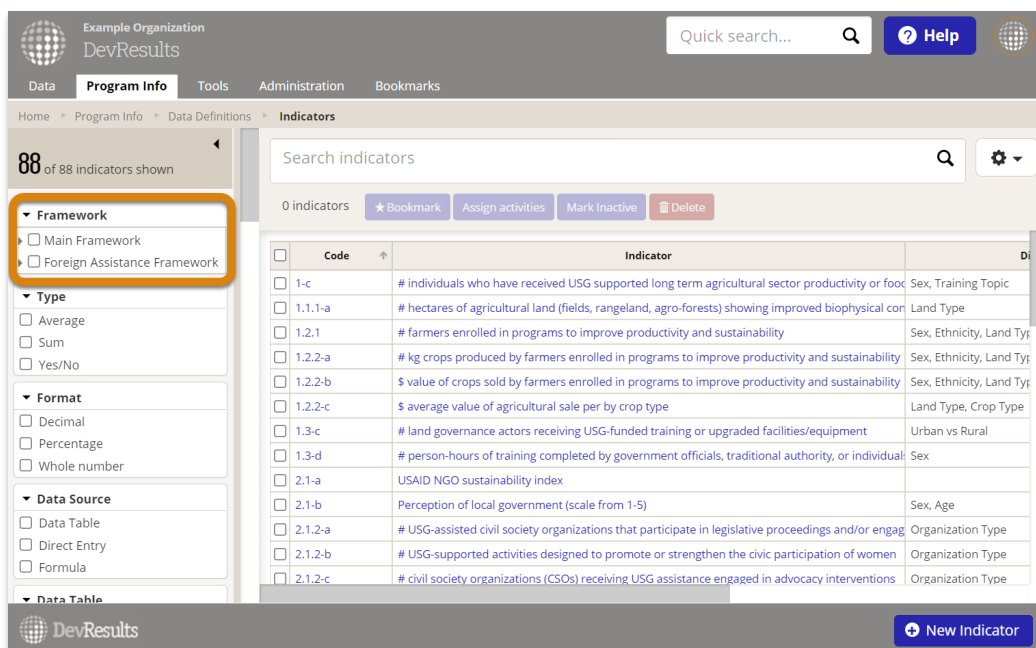 Example Organization
DevResults
Quick search...
Help
Data Program Info Tools Administration Bookmarks
Home Program Info Data Definitions Indicators
88 of 88 indicators shown
Framework
Main Framework
Foreign Assistance Framework
Type
Average
Sum
Yes/No
Format
Decimal
Percentage
Whole number
Data Source
Data Table
Direct Entry
Formula
Data Table
Search indicators
0 indicators Bookmark Assign activities Mark Inactive Delete
Code Indicator Di
1-c # individuals who have received USG supported long term agricultural sector productivity or food Sex, Training Topic
1.1.1-a # hectares of agricultural land (fields, rangeland, agro-forests) showing improved biophysical con Land Type
1.2.1 # farmers enrolled in programs to improve productivity and sustainability Sex, Ethnicity, Land Typ
1.2.2-a # kg crops produced by farmers enrolled in programs to improve productivity and sustainability Sex, Ethnicity, Land Typ
1.2.2-b $ value of crops sold by farmers enrolled in programs to improve productivity and sustainability Sex, Ethnicity, Land Typ
1.2.2-c $ average value of agricultural sale per by crop type Land Type, Crop Type
1.3-c # land governance actors receiving USG-funded training or upgraded facilities/equipment Urban vs Rural
1.3-d # person-hours of training completed by government officials, traditional authority, or individual Sex
2.1-a USAID NGO sustainability index
2.1-b Perception of local government (scale from 1-5) Sex, Age
2.1.2-a # USG-assisted civil society organizations that participate in legislative proceedings and/or engag Organization Type
2.1.2-b # USG-supported activities designed to promote or strengthen the civic participation of women Organization Type
2.1.2-c # civil society organizations (CSOs) receiving USG assistance engaged in advocacy interventions Organization Type
DevResults
New Indicator